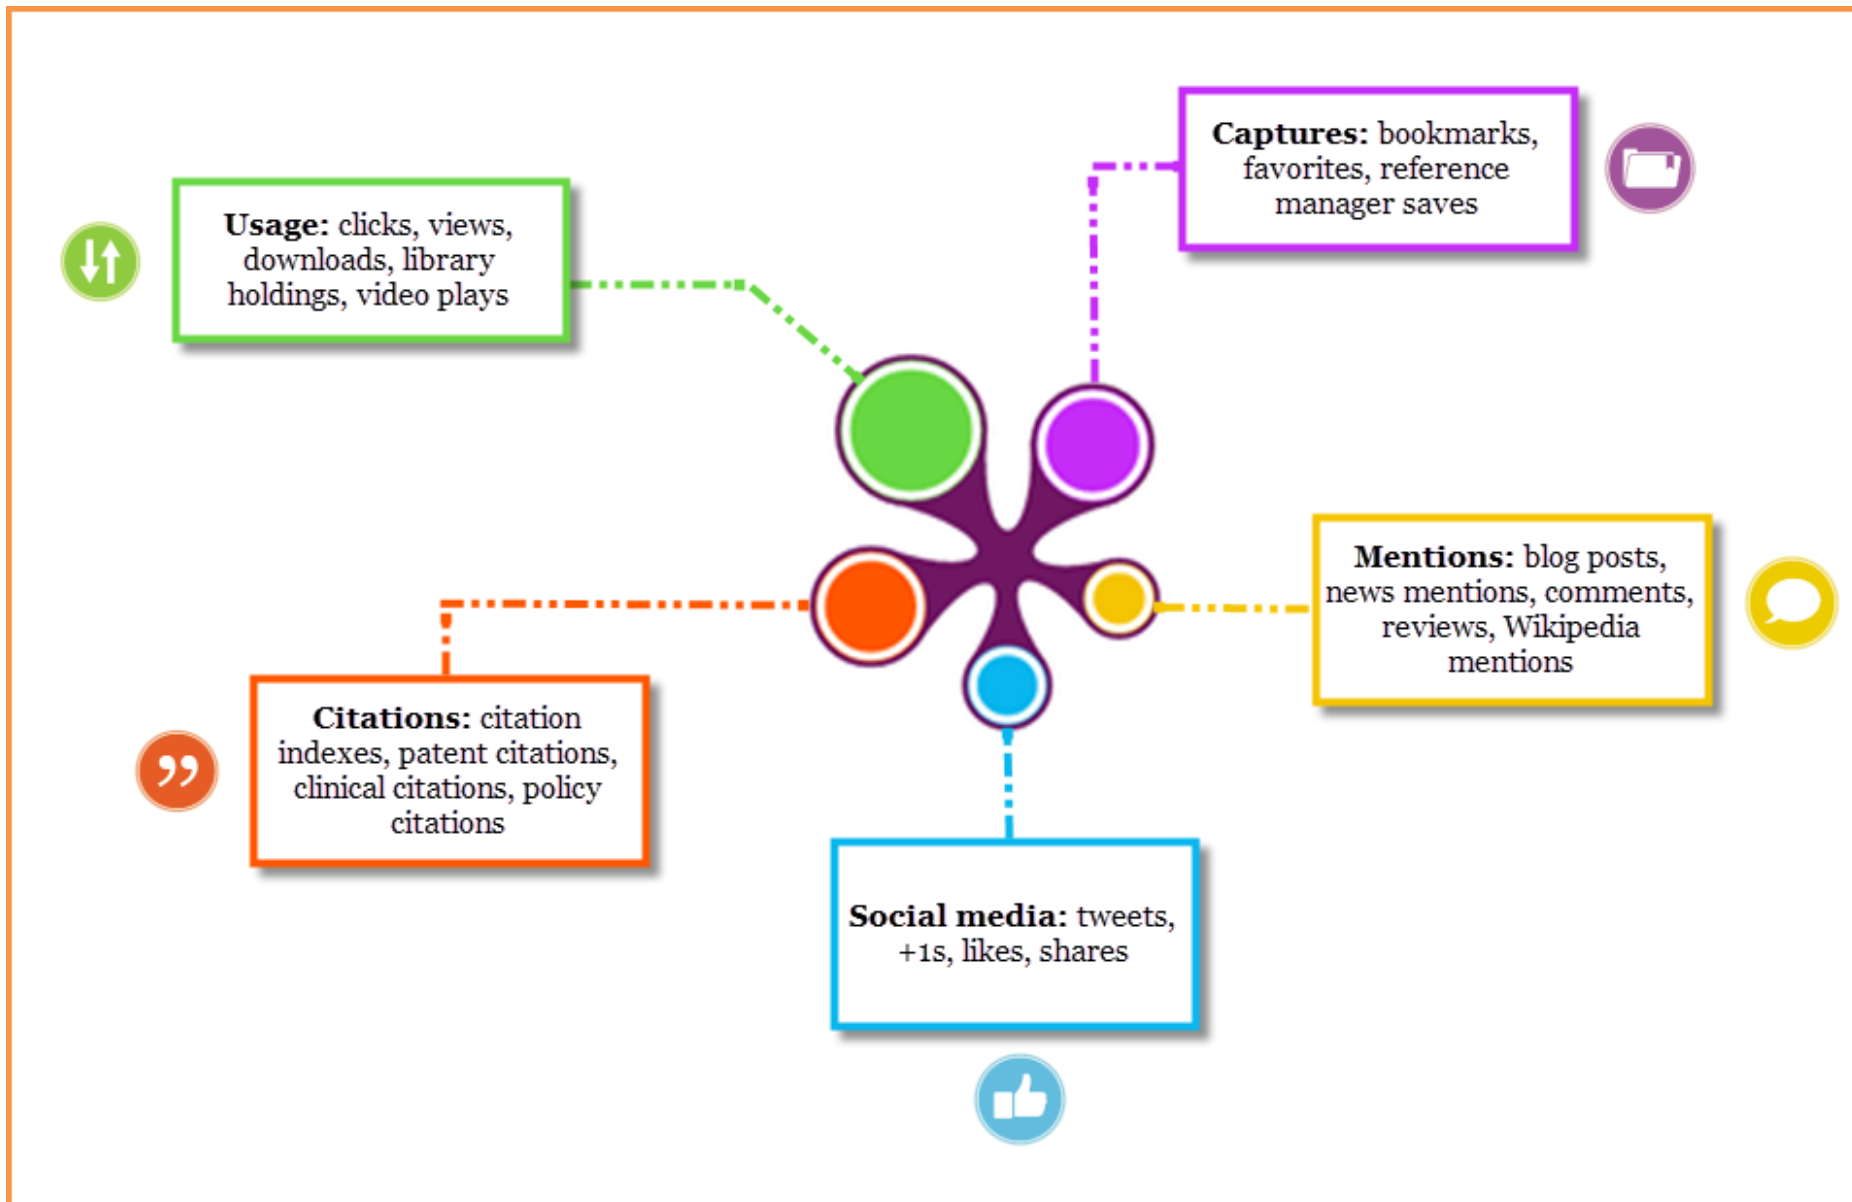 Captures: bookmarks,
favorites, reference
manager saves
Usage: clicks, views,
downloads, library
holdings, video plays
Mentions: blog posts,
news mentions, comments,
reviews, Wikipedia
mentions
Citations: citation
indexes, patent citations,
clinical citations, policy
citations
Social media: tweets,
+1s, likes, shares